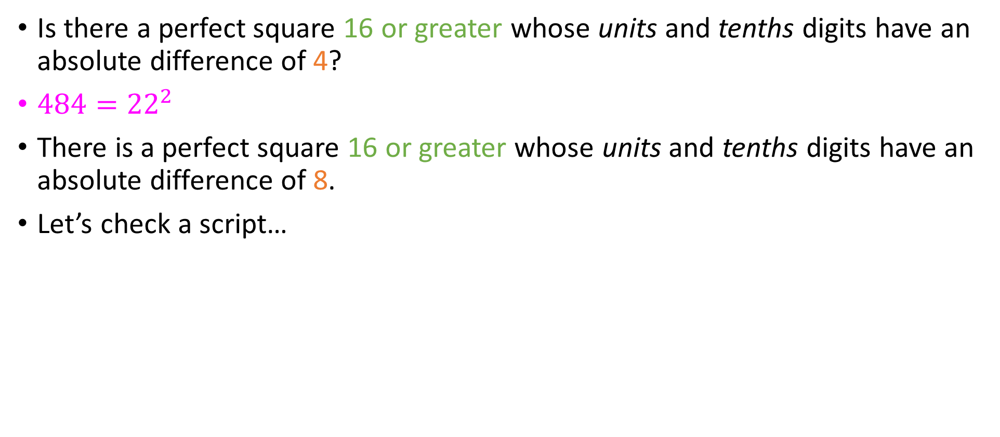 • Is there a perfect square 16 or greater whose units and tenths digits have an
absolute difference of 4?
• 484 = 22²
• There is a perfect square 16 or greater whose units and tenths digits have an
absolute difference of 8.
• Let’s check a script…